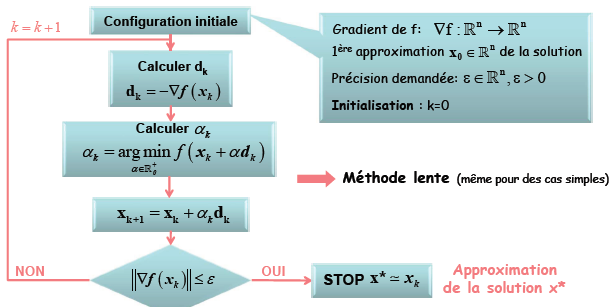 k = k+1
Configuration initiale
Gradient de f: ∇f : ℝⁿ → ℝⁿ
1ère approximation x₀ ∈ ℝⁿ de la solution
Précision demandée: ε ∈ ℝⁿ, ε > 0
Initialisation : k=0
Calculer dₖ
dₖ = −∇f(xₖ)
Calculer αₖ
αₖ = arg min f(xₖ + αdₖ)
α∈ℝ⁺₀
Méthode lente (même pour des cas simples)
xₖ₊₁ = xₖ + αₖdₖ
NON
‖∇f(xₖ)‖ ≤ ε
OUI
STOP x* ≃ xₖ
Approximation
de la solution x*